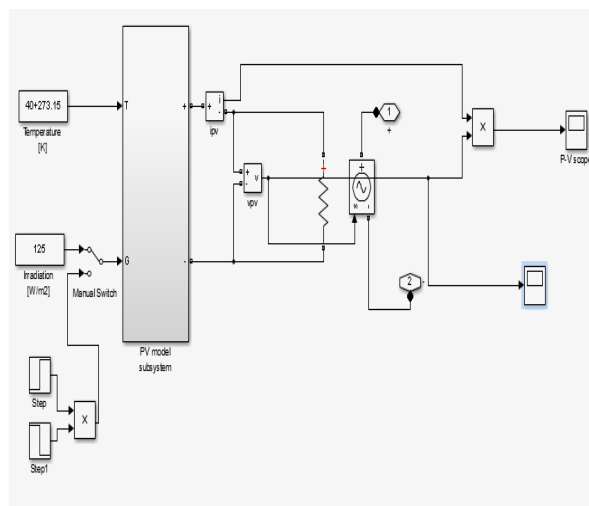 40+273.15
Temperature
[K]
T
+
+
-
i
ipv
1
+
X
P-V scope
+
-
v
vpv
+
s
-
125
Irradiation
[W/m2]
Manual Switch
G
-
2
-
PV model
subsystem
Step
X
Step1